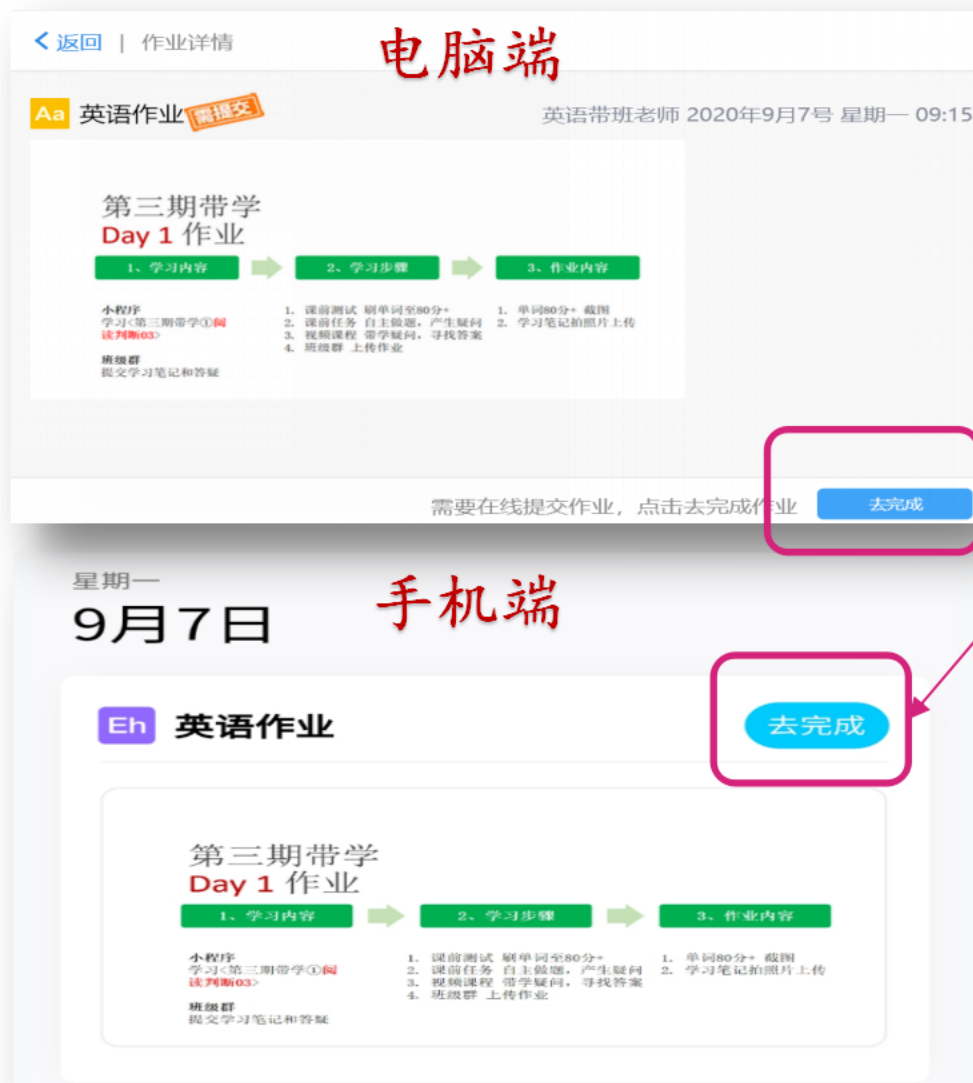 返回 | 作业详情
电脑端
Aa 英语作业 需提交
英语带班老师 2020年9月7号 星期一 09:15
第三期带学
Day 1 作业
1、学习内容
2、学习步骤
3、作业内容
小程序
学习<第三期带学①阅
读判断03>
班级群
提交学习笔记和答疑
1. 课前测试 刷单词至80分+
2. 课前任务 自主做题，产生疑问
3. 视频课程 带学疑问，寻找答案
4. 班级群 上传作业
1. 单词80分+ 截图
2. 学习笔记拍照片上传
需要在线提交作业，点击去完成作业
去完成
星期一
9月7日
手机端
Eh 英语作业
去完成
第三期带学
Day 1 作业
1、学习内容
2、学习步骤
3、作业内容
小程序
学习<第三期带学①阅
读判断03>
班级群
提交学习笔记和答疑
1. 课前测试 刷单词至80分+
2. 课前任务 自主做题，产生疑问
3. 视频课程 带学疑问，寻找答案
4. 班级群 上传作业
1. 单词80分+ 截图
2. 学习笔记拍照片上传